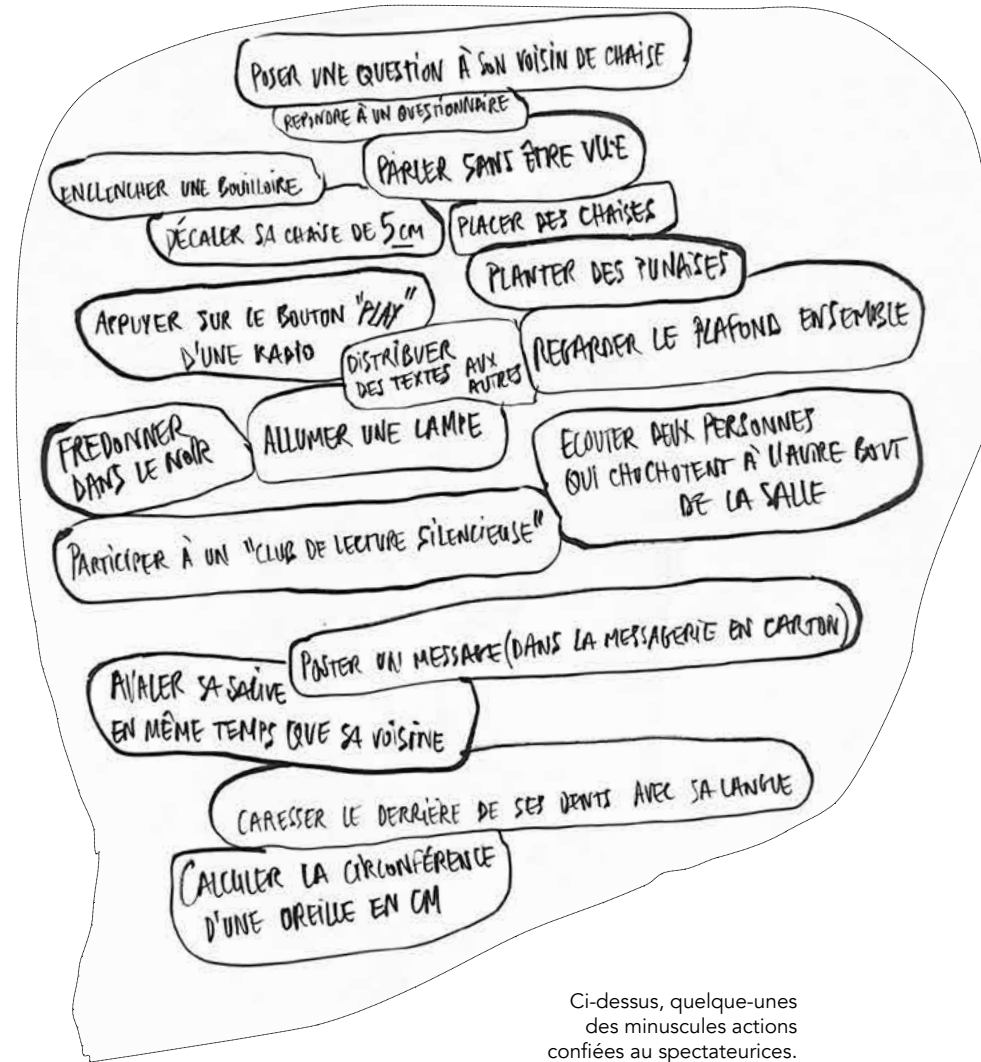 POSER UNE QUESTION À SON VOISIN DE CHAISE
REPONDRE À UN QUESTIONNAIRE
PARLER SANS ÊTRE VU·E
ENCLENCHER UNE BOUILLOIRE
DÉCALER SA CHAISE DE 5 CM
PLACER DES CHAISES
PLANTER DES PUNAISES
APPUYER SUR LE BOUTON "PLAY"
D'UNE RADIO
DISTRIBUER
DES TEXTES AUX
AUTRES
REGARDER LE PLAFOND ENSEMBLE
FREDONNER
DANS LE NOIR
ALLUMER UNE LAMPE
ECOUTER DEUX PERSONNES
QUI CHUCHOTENT À L'AUTRE BOUT
DE LA SALLE
PARTICIPER À UN "CLUB DE LECTURE SILENCIEUSE"
POSTER UN MESSAGE (DANS LA MESSAGERIE EN CARTON)
AVALER SA SALIVE
EN MÊME TEMPS QUE SA VOISINE
CARESSER LE DERRIÈRE DE SES DENTS AVEC SA LANGUE
CALCULER LA CIRCONFÉRENCE
D'UNE OREILLE EN CM
Ci-dessus, quelque-unes
des minuscules actions
confiées au spectateurices.